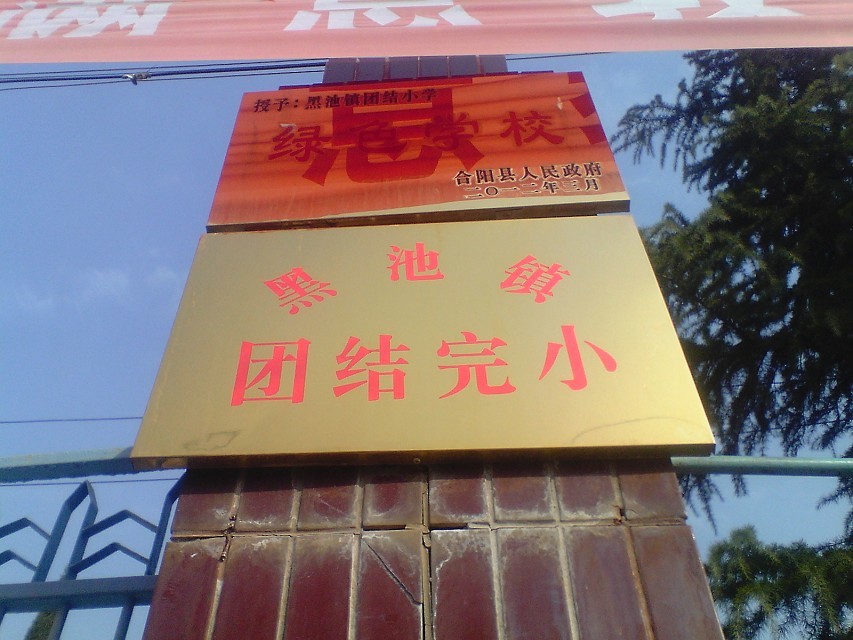 授予：黑池镇团结小学
绿色学校
合阳县人民政府
二〇一二年三月
黑池镇
团结完小